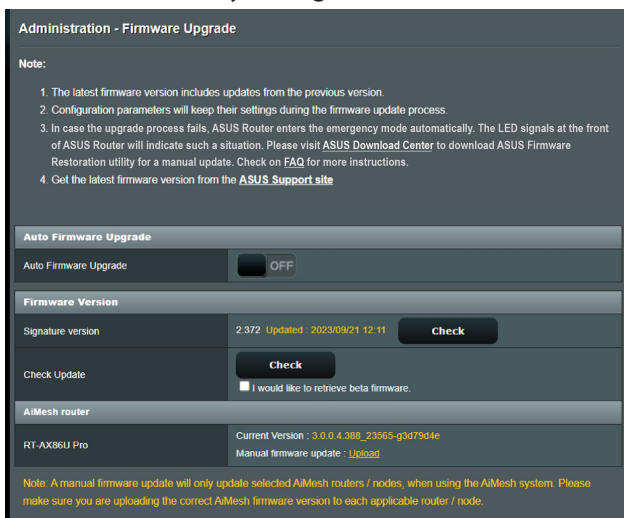 Administration - Firmware Upgrade
Note:
1. The latest firmware version includes updates from the previous version.
2. Configuration parameters will keep their settings during the firmware update process.
3. In case the upgrade process fails, ASUS Router enters the emergency mode automatically. The LED signals at the front
of ASUS Router will indicate such a situation. Please visit ASUS Download Center to download ASUS Firmware
Restoration utility for a manual update. Check on FAQ for more instructions.
4. Get the latest firmware version from the ASUS Support site
Auto Firmware Upgrade
Auto Firmware Upgrade OFF
Firmware Version
Signature version 2.372 Updated : 2023/09/21 12:11 Check
Check Update Check
I would like to retrieve beta firmware.
AiMesh router
RT-AX86U Pro
Current Version : 3.0.0.4.388_23565-g3d79d4e
Manual firmware update : Upload
Note: A manual firmware update will only update selected AiMesh routers / nodes, when using the AiMesh system. Please
make sure you are uploading the correct AiMesh firmware version to each applicable router / node.